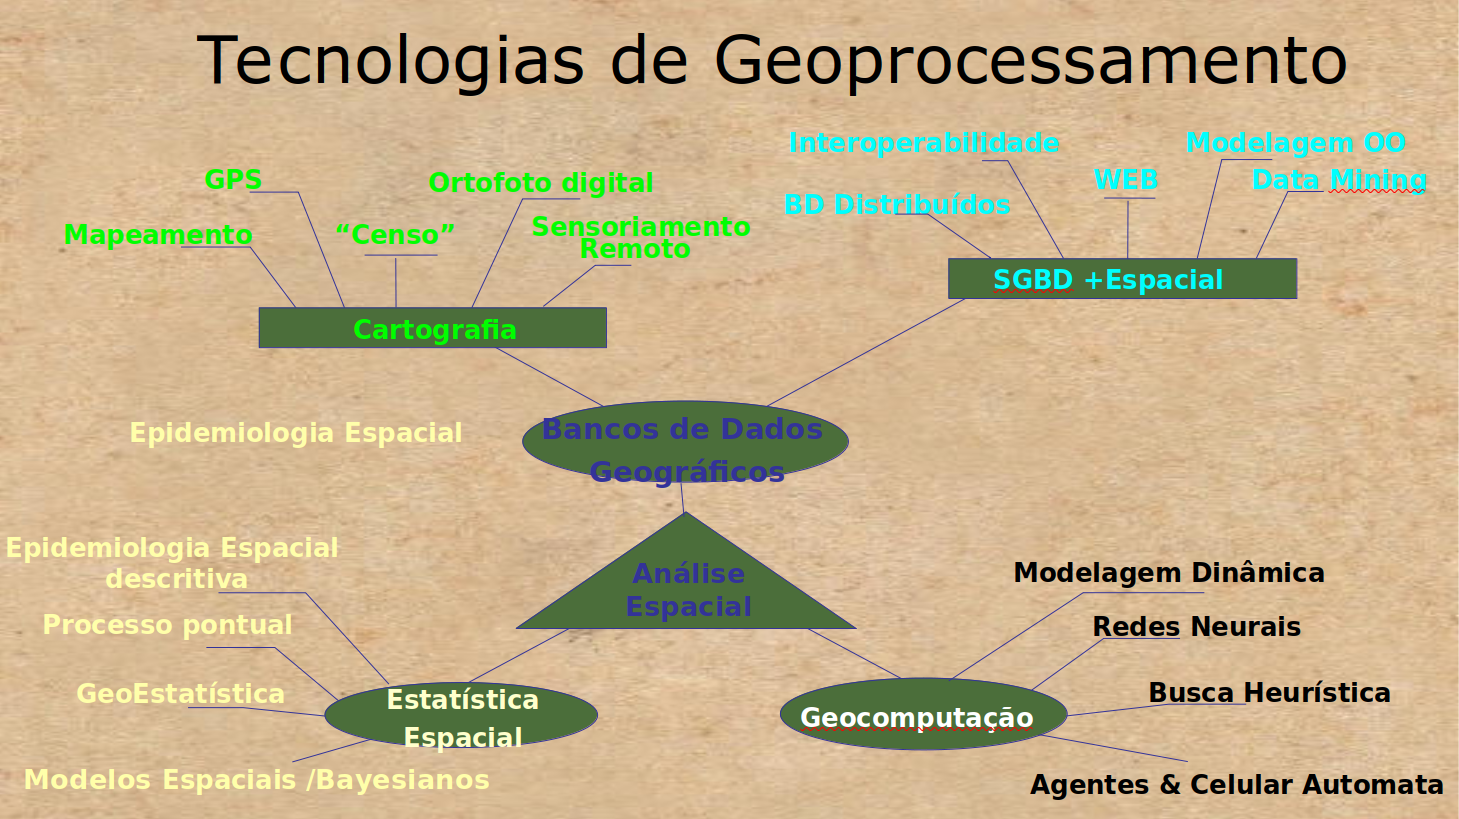 Tecnologias de Geoprocessamento
Interoperabilidade
Modelagem OO
GPS
Ortofoto digital
WEB
Data Mining
BD Distribuídos
Mapeamento
“Censo”
Sensoriamento
Remoto
SGBD +Espacial
Cartografia
Epidemiologia Espacial
Bancos de Dados
Geográficos
Epidemiologia Espacial
descritiva
Análise
Espacial
Modelagem Dinâmica
Processo pontual
Redes Neurais
GeoEstatística
Estatística
Espacial
Busca Heurística
Geocomputação
Modelos Espaciais /Bayesianos
Agentes & Celular Automata